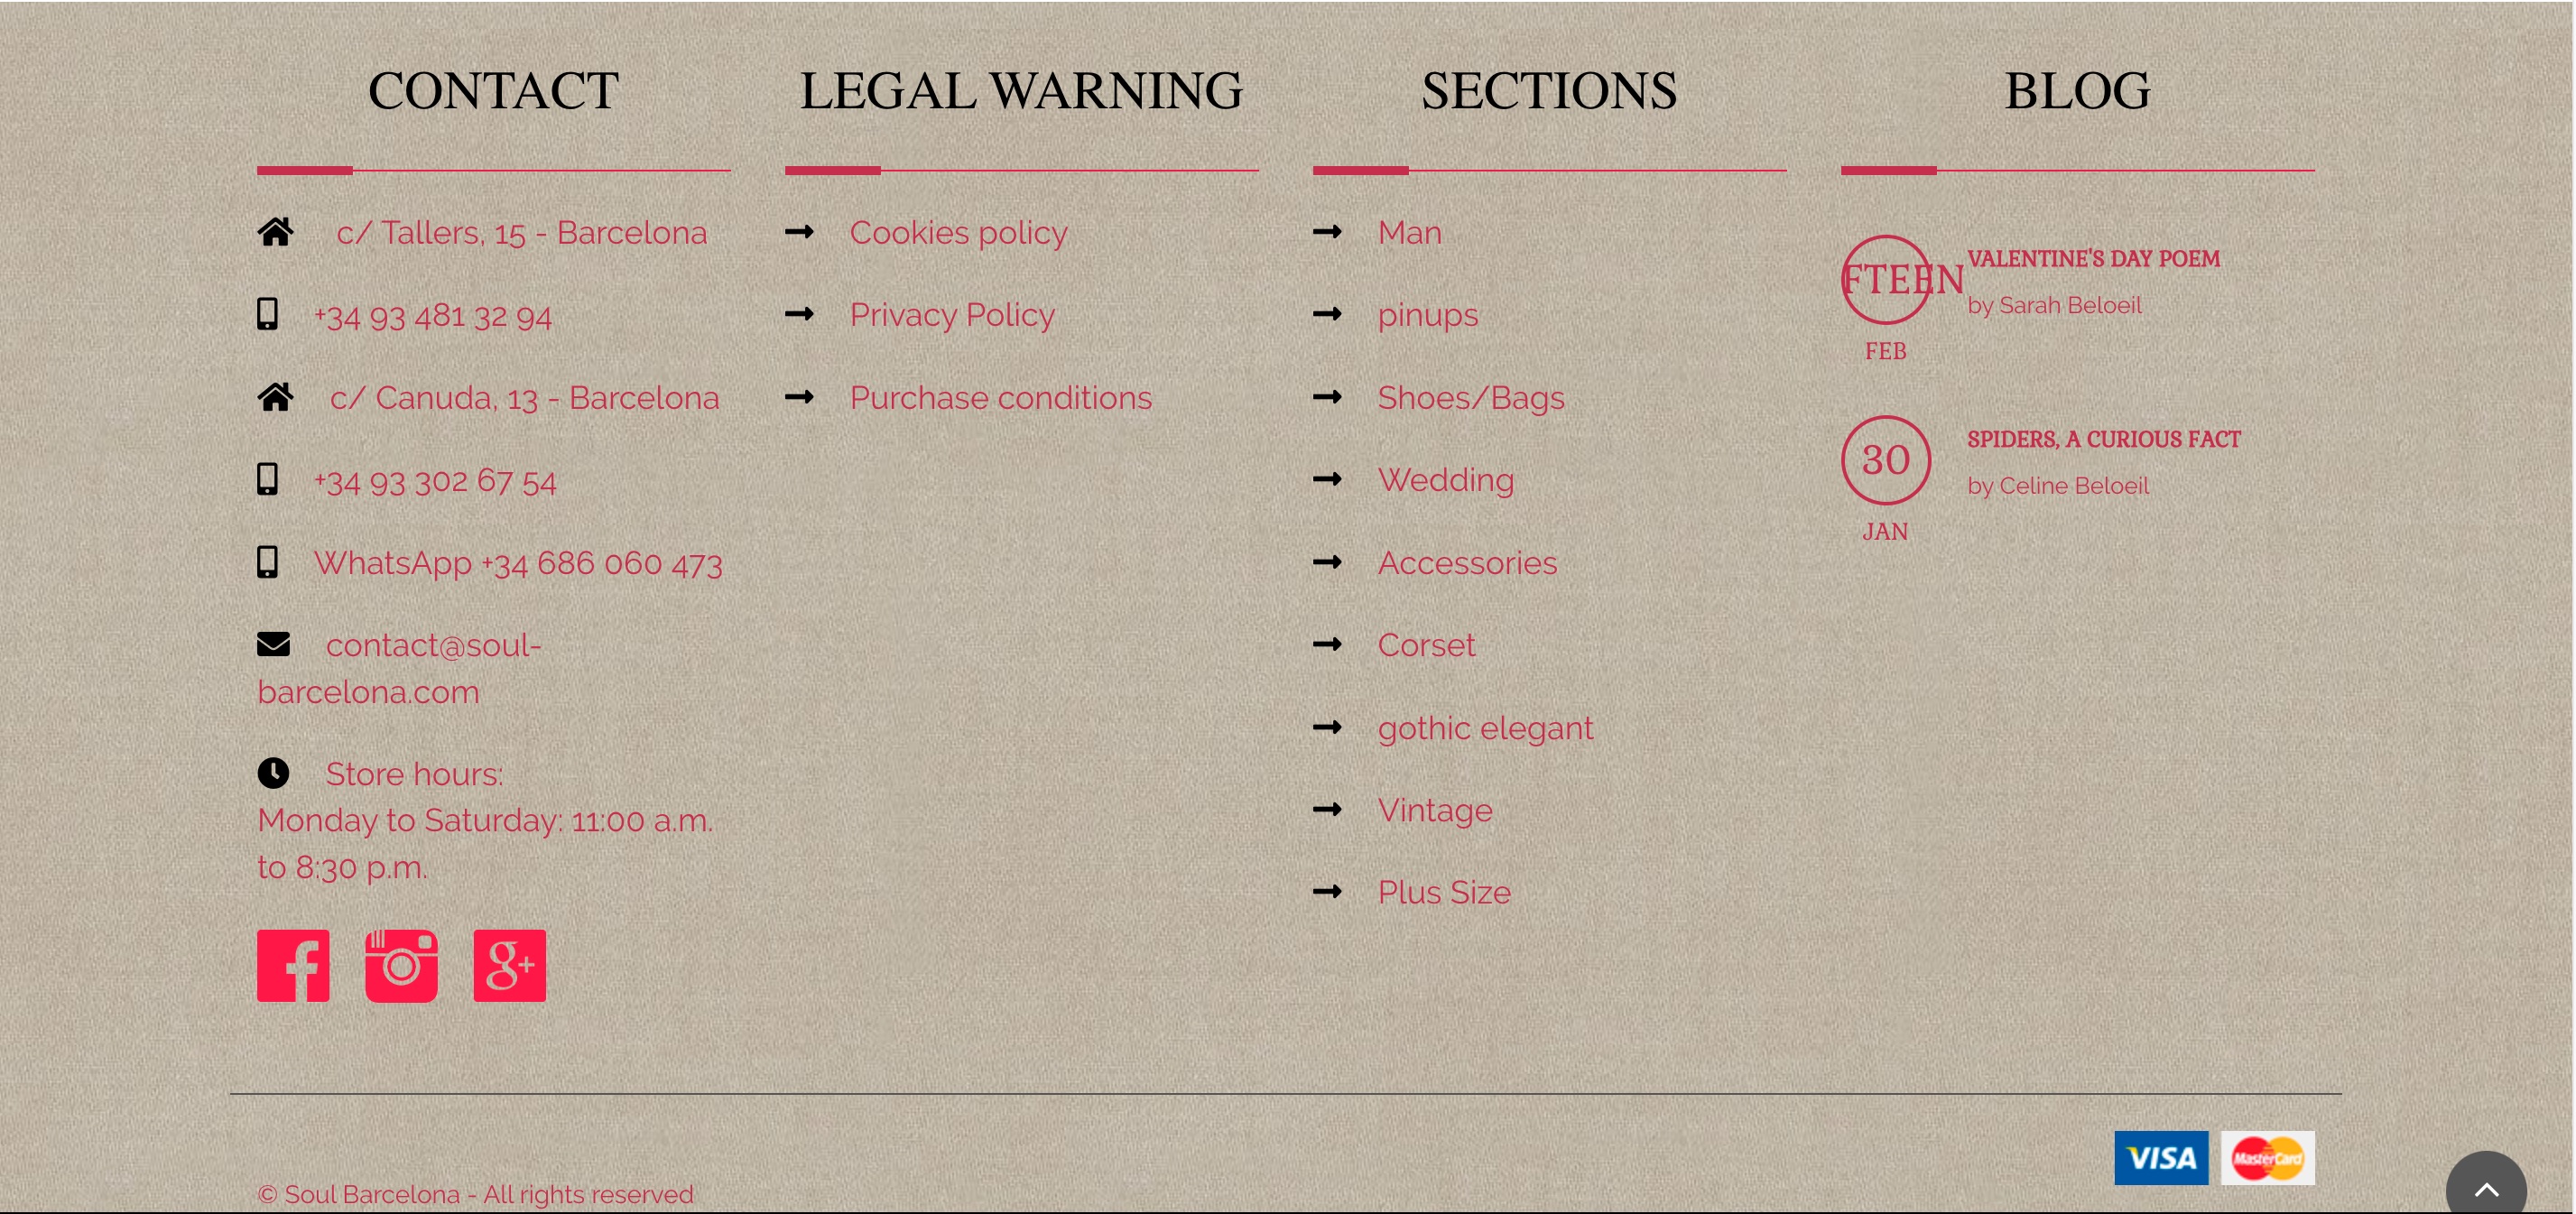 CONTACT
c/ Tallers, 15 - Barcelona
+34 93 481 32 94
c/ Canuda, 13 - Barcelona
+34 93 302 67 54
WhatsApp +34 686 060 473
contact@soul-
barcelona.com
Store hours:
Monday to Saturday: 11:00 a.m.
to 8:30 p.m.
g+
LEGAL WARNING
Cookies policy
Privacy Policy
Purchase conditions
SECTIONS
Man
pinups
Shoes/Bags
Wedding
Accessories
Corset
gothic elegant
Vintage
Plus Size
BLOG
FTEEN
FEB
VALENTINE'S DAY POEM
by Sarah Beloeil
30
JAN
SPIDERS, A CURIOUS FACT
by Celine Beloeil
© Soul Barcelona - All rights reserved
VISA
MasterCard